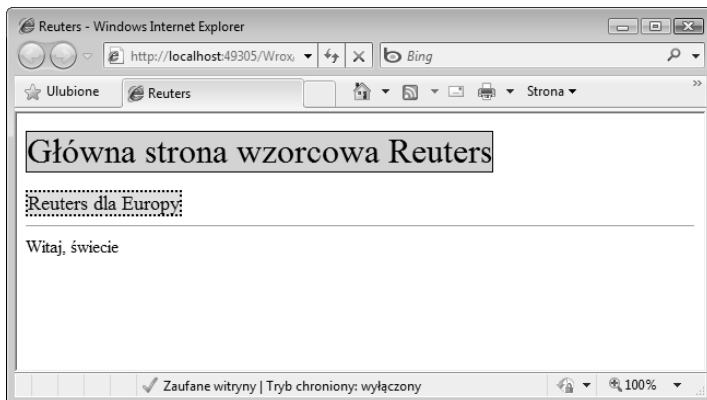 Reuters - Windows Internet Explorer
http://localhost:49305/Wrox,
Bing
Ulubione
Reuters
Strona
Główna strona wzorcowa Reuters
Reuters dla Europy
Witaj, świecie
Zaufane witryny | Tryb chroniony: wyłączony
100%